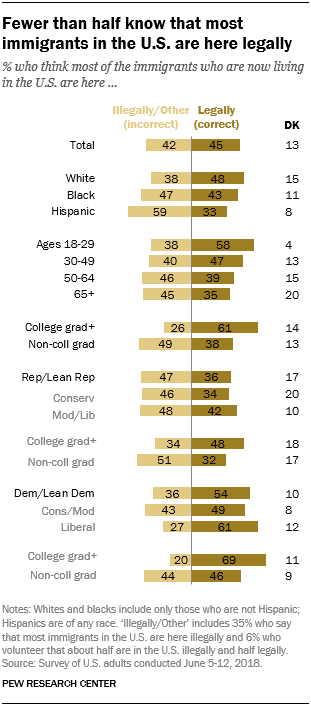 Fewer than half know that most
immigrants in the U.S. are here legally
% who think most of the immigrants who are now living
in the U.S. are here ...
Illegally/Other Legally
(incorrect) (correct) DK
Total 42 45 13
White 38 48 15
Black 47 43 11
Hispanic 59 33 8
Ages 18-29 38 58 4
30-49 40 47 13
50-64 46 39 15
65+ 45 35 20
College grad+ 26 61 14
Non-coll grad 49 38 13
Rep/Lean Rep 47 36 17
Conserv 46 34 20
Mod/Lib 48 42 10
College grad+ 34 48 18
Non-coll grad 51 32 17
Dem/Lean Dem 36 54 10
Cons/Mod 43 49 8
Liberal 27 61 12
College grad+ 20 69 11
Non-coll grad 44 46 9
Notes: Whites and blacks include only those who are not Hispanic;
Hispanics are of any race. ‘Illegally/Other’ includes 35% who say
that most immigrants in the U.S. are here illegally and 6% who
volunteer that about half are in the U.S. illegally and half legally.
Source: Survey of U.S. adults conducted June 5-12, 2018.
PEW RESEARCH CENTER